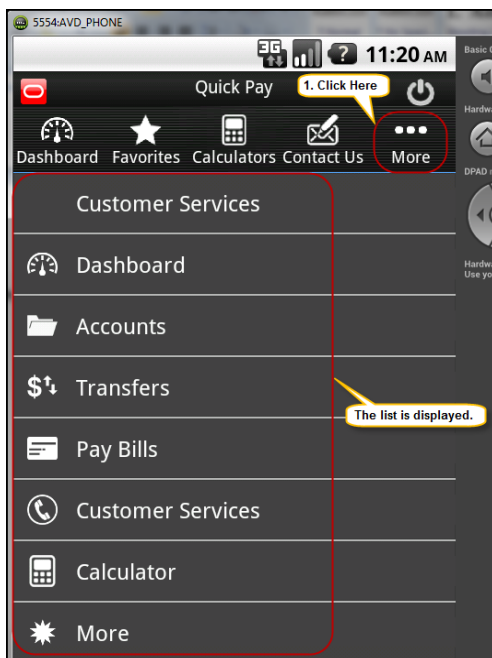 5554:AVD_PHONE
3G
11:20 AM
Quick Pay
1. Click Here
Dashboard Favorites Calculators Contact Us More
Customer Services
Dashboard
Accounts
Transfers
The list is displayed.
Pay Bills
Customer Services
Calculator
More
Basic
Hardwa
DPAD
Hardwa
Use yo